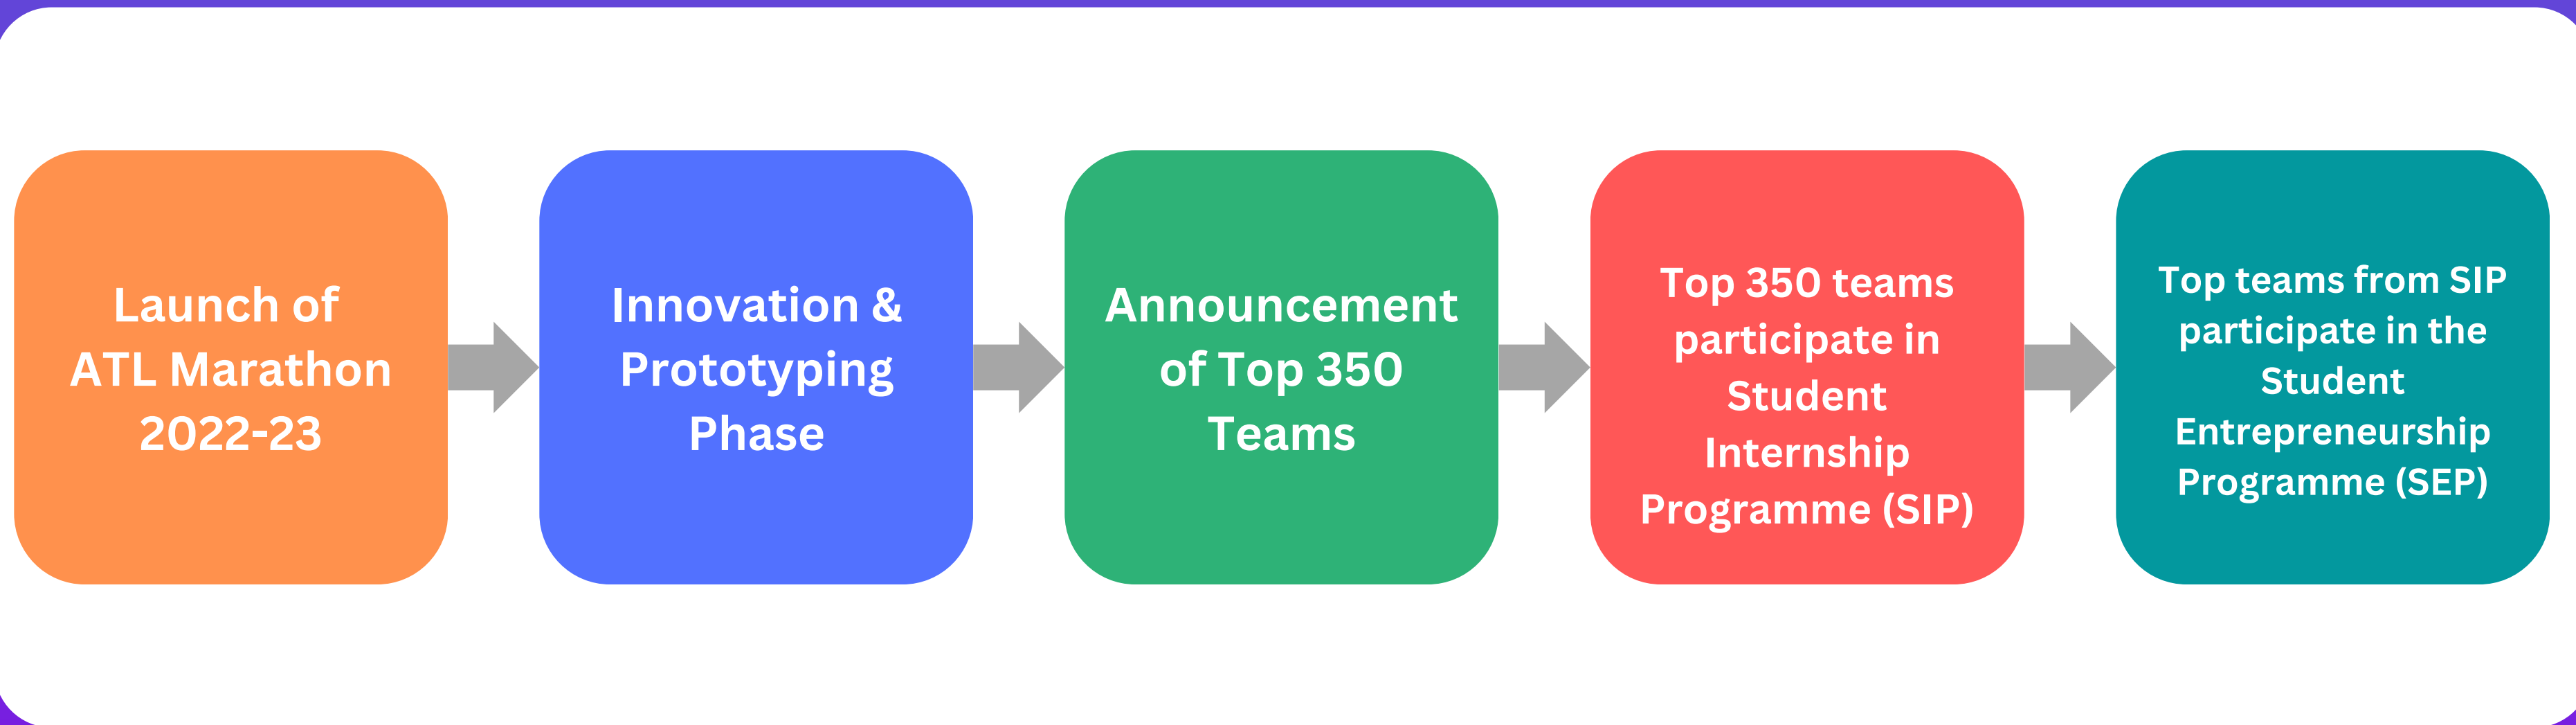 Launch of
ATL Marathon
2022-23
Innovation &
Prototyping
Phase
Announcement
of Top 350
Teams
Top 350 teams
participate in
Student
Internship
Programme (SIP)
Top teams from SIP
participate in the
Student
Entrepreneurship
Programme (SEP)